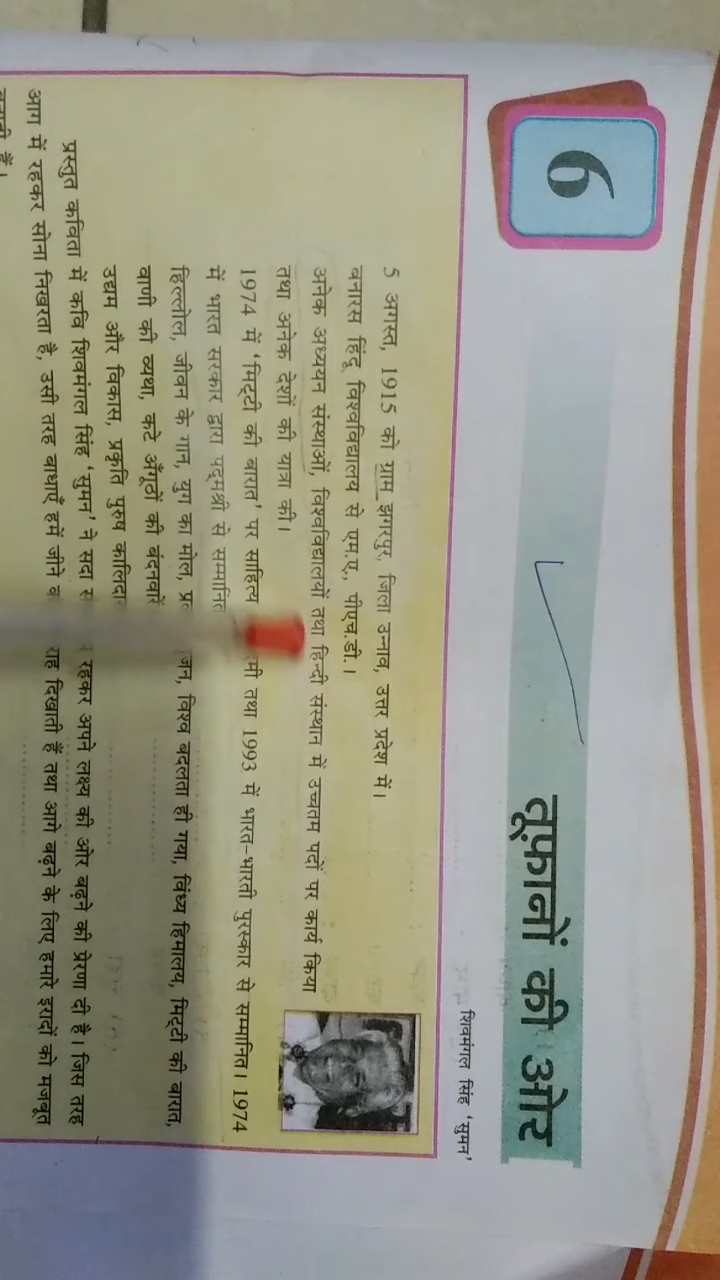 6
तूफ़ानों की ओर
शिवमंगल सिंह ‘सुमन’
5 अगस्त, 1915 को ग्राम झगरपुर, जिला उन्नाव, उत्तर प्रदेश में।
बनारस हिंदू विश्वविद्यालय से एम.ए., पीएच.डी.।
अनेक अध्ययन संस्थाओं, विश्वविद्यालयों तथा हिन्दी संस्थान में उच्चतम पदों पर कार्य किया
तथा अनेक देशों की यात्रा की।
1974 में ‘मिट्टी की बारात’ पर साहित्य तथा 1993 में भारत-भारती पुरस्कार से सम्मानित। 1974
में भारत सरकार द्वारा पद्मश्री से
हिल्लोल, जीवन के गान, युग का मोल, विश्व बदलता ही गया, विंध्य हिमालय, मिट्टी की बारात,
वाणी की व्यथा, कटे अँगूठों की बंदनवारें
उद्यम और विकास, प्रकृति पुरुष
प्रस्तुत कविता में कवि शिवमंगल सिंह ‘सुमन’ ने सदा रहकर अपने लक्ष्य की ओर बढ़ने की प्रेरणा दी है। जिस तरह
आग में रहकर सोना निखरता है, उसी तरह बाधाएँ हमें जीने दिखाती हैं तथा आगे बढ़ने के लिए हमारे इरादों को मजबूत